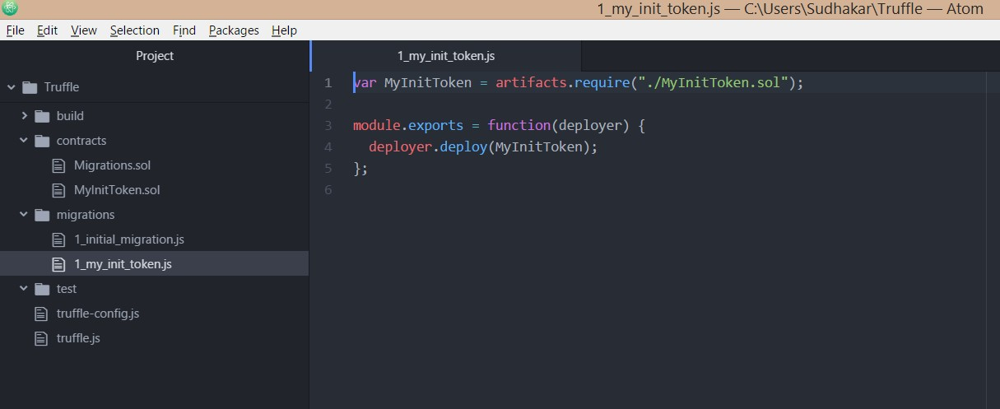 1_my_init_token.js — C:\Users\Sudhakar\Truffle — Atom
File Edit View Selection Find Packages Help
Project
Truffle
build
contracts
Migrations.sol
MyInitToken.sol
migrations
1_initial_migration.js
1_my_init_token.js
test
truffle-config.js
truffle.js
1_my_init_token.js
1 var MyInitToken = artifacts.require("./MyInitToken.sol");
2
3 module.exports = function(deployer) {
4   deployer.deploy(MyInitToken);
5 };
6